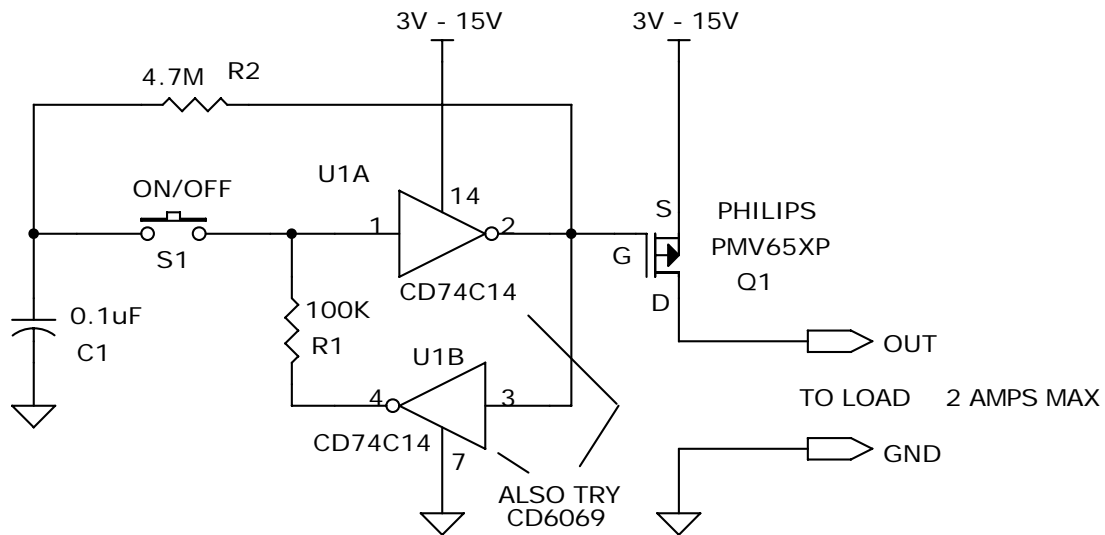 3V - 15V
3V - 15V
4.7M
R2
U1A
ON/OFF
14
S
PHILIPS
1
2
PMV65XP
S1
G
Q1
CD74C14
D
0.1uF
100K
C1
R1
U1B
OUT
4
3
TO LOAD
2 AMPS MAX
CD74C14
7
GND
ALSO TRY
CD6069